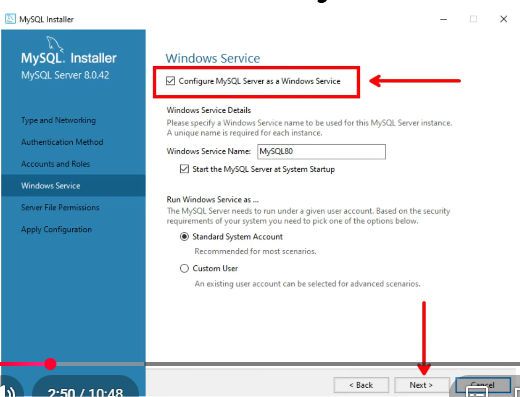 MySQL Installer
MySQL. Installer
MySQL Server 8.0.42
Type and Networking
Authentication Method
Accounts and Roles
Windows Service
Server File Permissions
Apply Configuration
Windows Service
Configure MySQL Server as a Windows Service
Windows Service Details
Please specify a Windows Service name to be used for this MySQL Server instance.
A unique name is required for each instance.
Windows Service Name: MySQL80
Start the MySQL Server at System Startup
Run Windows Service as ...
The MySQL Server needs to run under a given user account. Based on the security
requirements of your system you need to pick one of the options below.
Standard System Account
Recommended for most scenarios.
Custom User
An existing user account can be selected for advanced scenarios.
< Back Next > Cancel
2:50 / 10:48